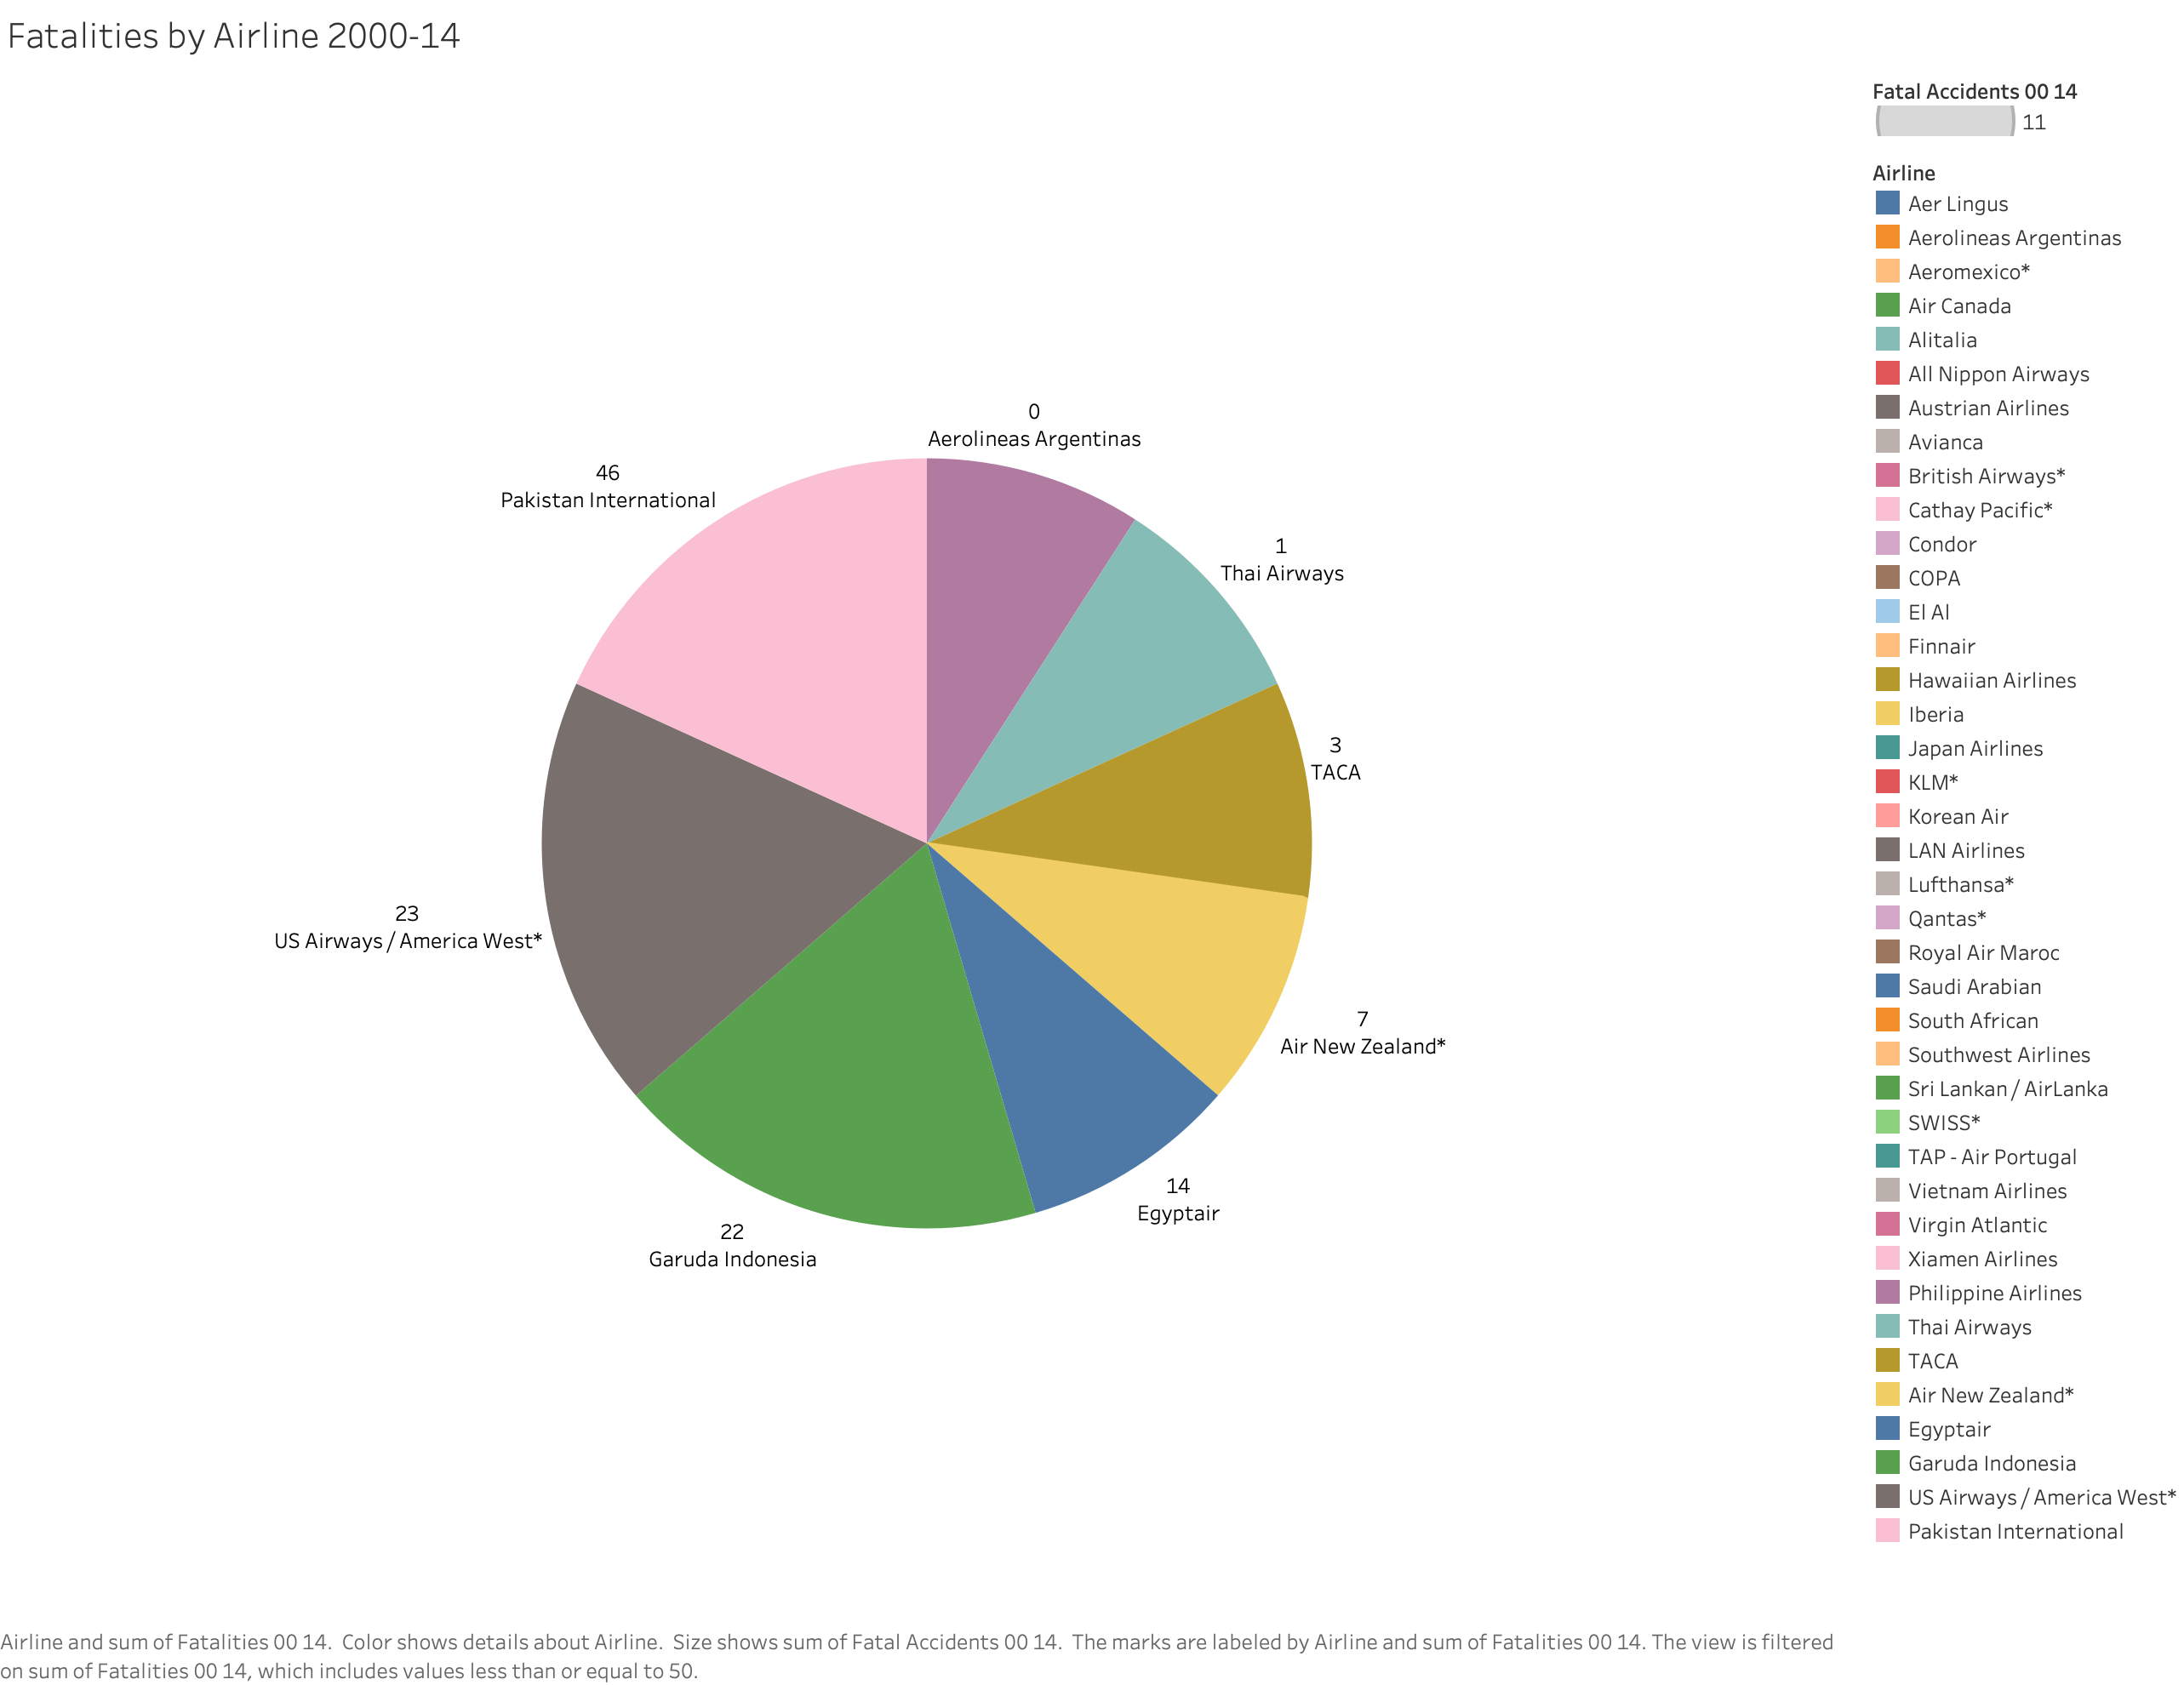 Fatalities by Airline 2000-14
Fatal Accidents 00 14
11
Airline
Aer Lingus
Aerolineas Argentinas
Aeromexico*
Air Canada
Alitalia
All Nippon Airways
Austrian Airlines
Avianca
British Airways*
Cathay Pacific*
Condor
COPA
El Al
Finnair
Hawaiian Airlines
Iberia
Japan Airlines
KLM*
Korean Air
LAN Airlines
Lufthansa*
Qantas*
Royal Air Maroc
Saudi Arabian
South African
Southwest Airlines
Sri Lankan / AirLanka
SWISS*
TAP - Air Portugal
Vietnam Airlines
Virgin Atlantic
Xiamen Airlines
Philippine Airlines
Thai Airways
TACA
Air New Zealand*
Egyptair
Garuda Indonesia
US Airways / America West*
Pakistan International
0
Aerolineas Argentinas
1
Thai Airways
3
TACA
7
Air New Zealand*
14
Egyptair
22
Garuda Indonesia
23
US Airways / America West*
46
Pakistan International
Airline and sum of Fatalities 00 14.  Color shows details about Airline.  Size shows sum of Fatal Accidents 00 14.  The marks are labeled by Airline and sum of Fatalities 00 14. The view is filtered
on sum of Fatalities 00 14, which includes values less than or equal to 50.